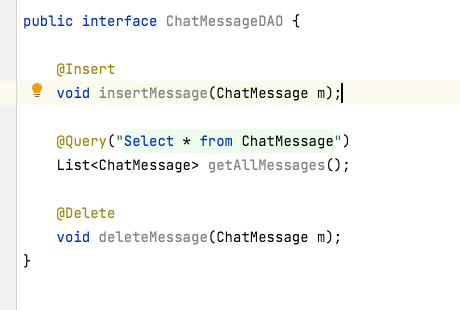 public interface ChatMessageDAO {
@Insert
void insertMessage(ChatMessage m);
@Query("Select * from ChatMessage")
List<ChatMessage> getAllMessages();
@Delete
void deleteMessage(ChatMessage m);
}